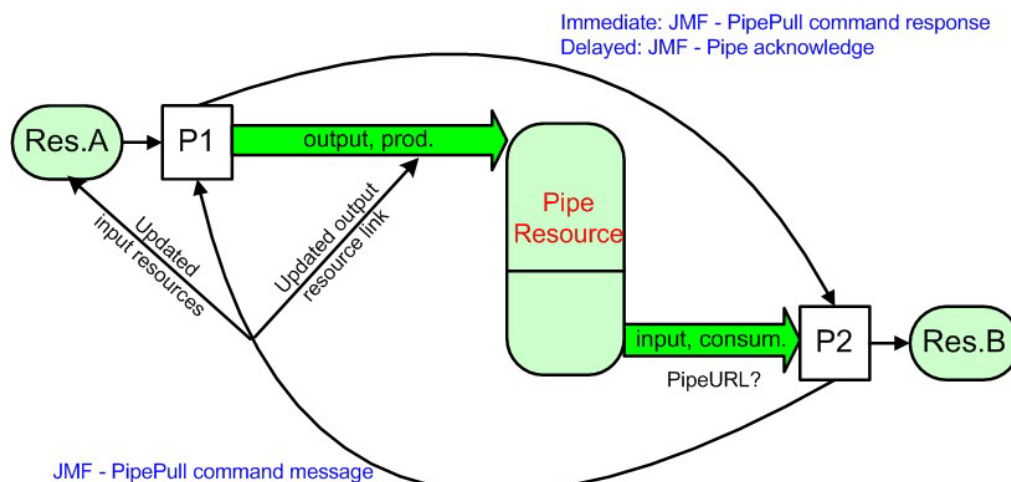 Immediate: JMF - PipePull command response
Delayed: JMF - Pipe acknowledge
Res.A
P1
output, prod.
Pipe
Resource
Updated
input resources
Updated output
resource link
input, consum.
P2
Res.B
PipeURL?
JMF - PipePull command message